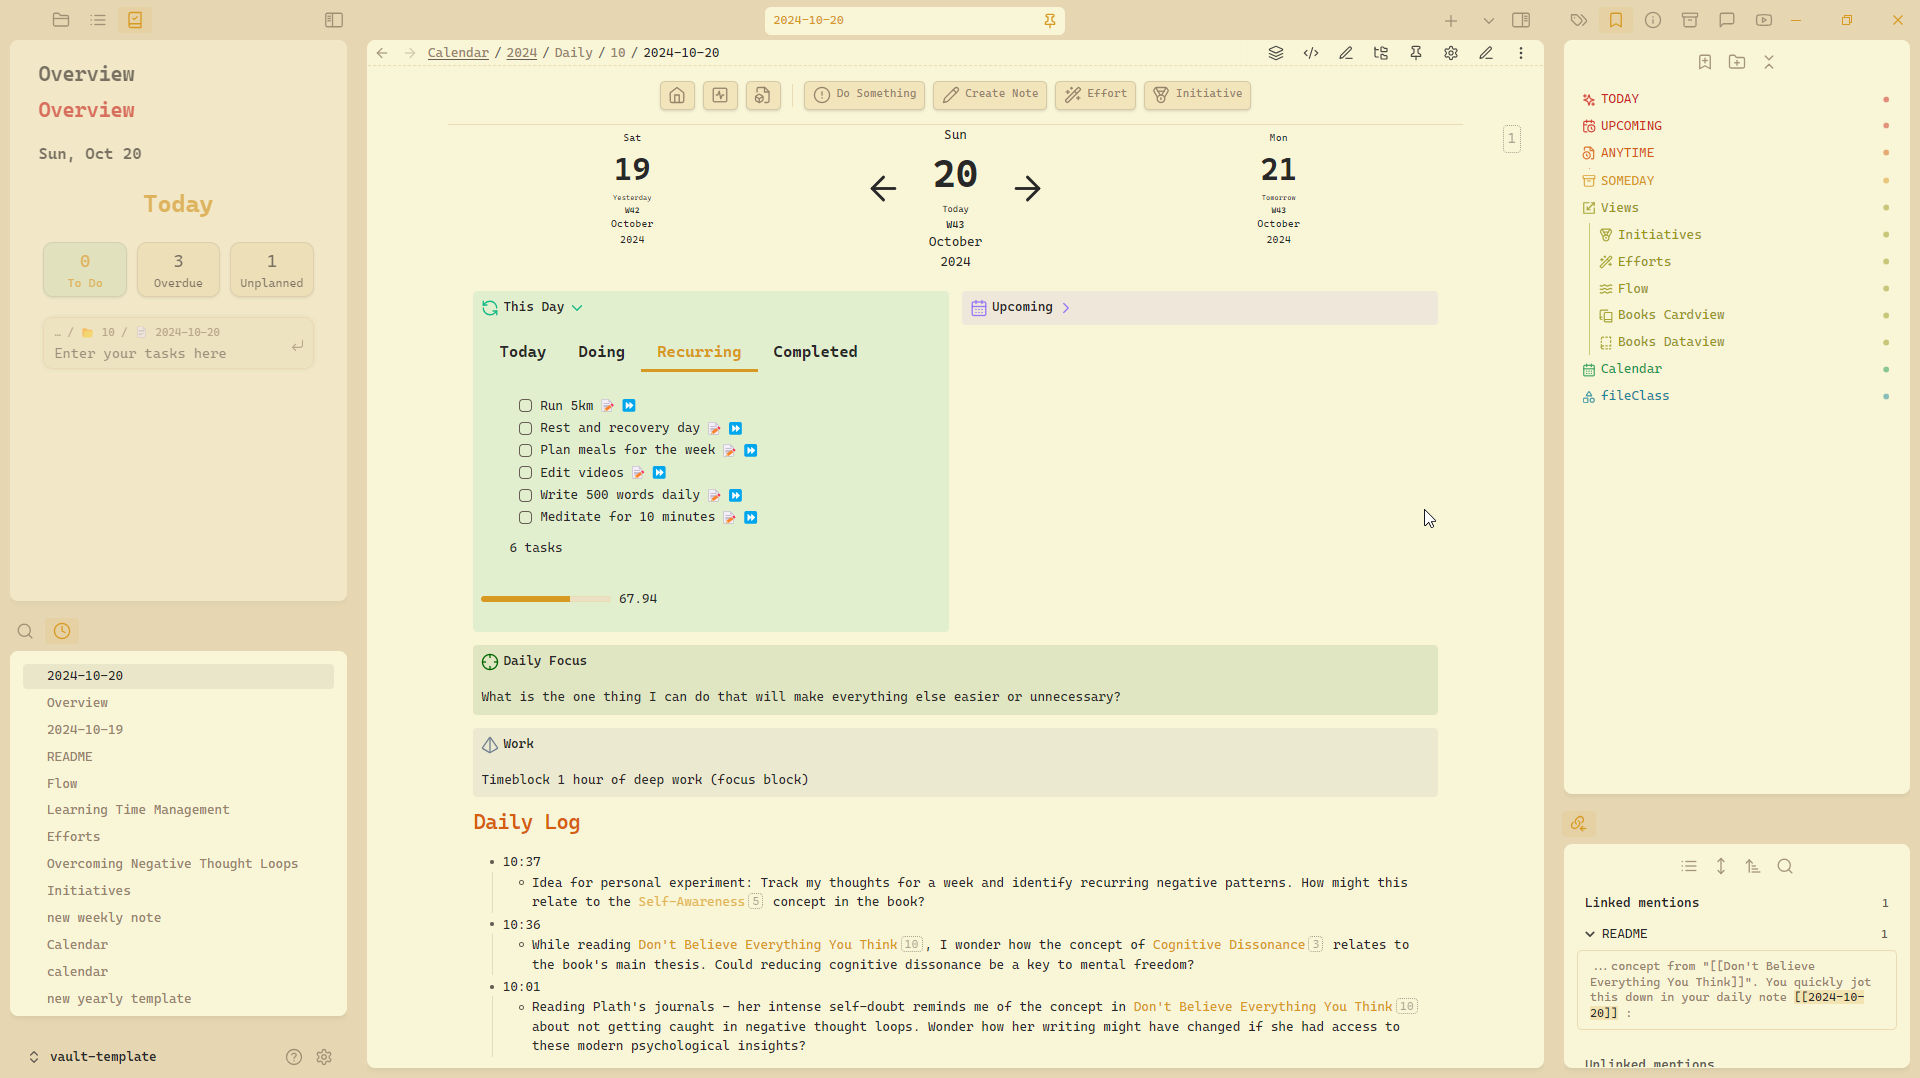 2024-10-20
Overview
Overview
Sun, Oct 20
Today
0
To Do
3
Overdue
1
Unplanned
… / 10 / 2024-10-20
Enter your tasks here
2024-10-20
Overview
2024-10-19
README
Flow
Learning Time Management
Efforts
Overcoming Negative Thought Loops
Initiatives
new weekly note
Calendar
calendar
new yearly template
vault-template
Calendar / 2024 / Daily / 10 / 2024-10-20
Do Something
Create Note
Effort
Initiative
1
Sat
19
Yesterday
W42
October
2024
Sun
20
Today
W43
October
2024
Mon
21
Tomorrow
W43
October
2024
This Day
Today Doing Recurring Completed
Run 5km 📝 ⏩
Rest and recovery day 📝 ⏩
Plan meals for the week 📝 ⏩
Edit videos 📝 ⏩
Write 500 words daily 📝 ⏩
Meditate for 10 minutes 📝 ⏩
6 tasks
67.94
Upcoming
Daily Focus
What is the one thing I can do that will make everything else easier or unnecessary?
Work
Timeblock 1 hour of deep work (focus block)
Daily Log
10:37
Idea for personal experiment: Track my thoughts for a week and identify recurring negative patterns. How might this
relate to the Self-Awareness 5 concept in the book?
10:36
While reading Don't Believe Everything You Think 10, I wonder how the concept of Cognitive Dissonance 3 relates to
the book's main thesis. Could reducing cognitive dissonance be a key to mental freedom?
10:01
Reading Plath's journals - her intense self-doubt reminds me of the concept in Don't Believe Everything You Think 10
about not getting caught in negative thought loops. Wonder how her writing might have changed if she had access to
these modern psychological insights?
TODAY
UPCOMING
ANYTIME
SOMEDAY
Views
Initiatives
Efforts
Flow
Books Cardview
Books Dataview
Calendar
fileClass
Linked mentions 1
README 1
...concept from "[[Don't Believe
Everything You Think]]". You quickly jot
this down in your daily note [[2024-10-
20]] :
Unlinked mentions